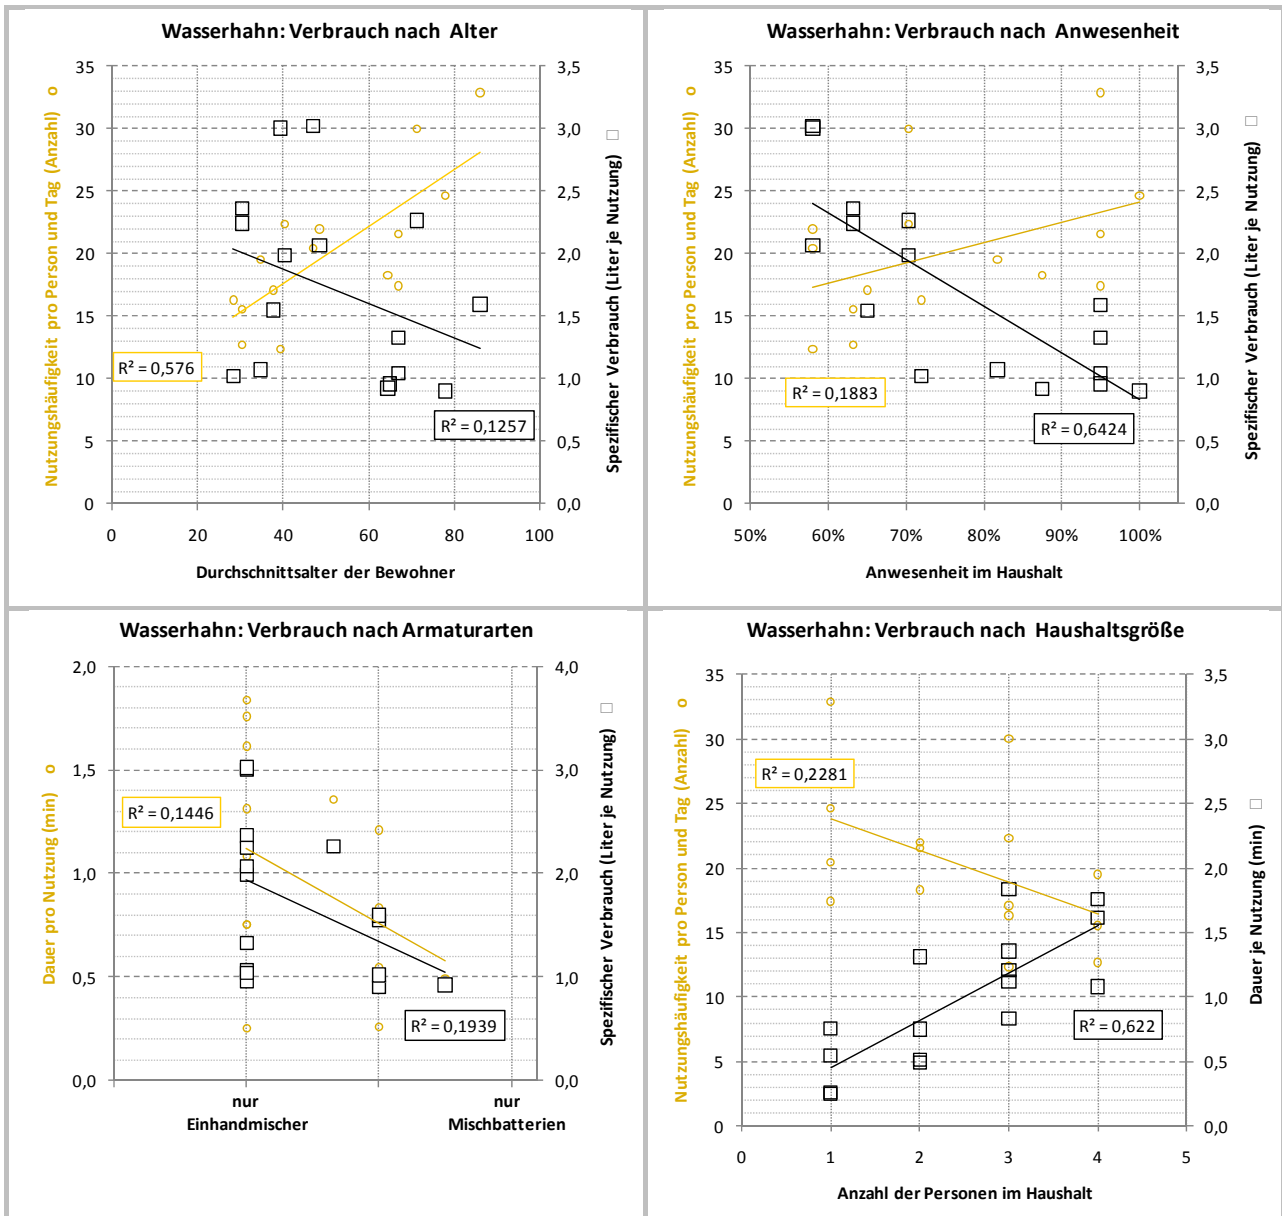 Wasserhahn: Verbrauch nach Alter
Nutzungshäufigkeit pro Person und Tag (Anzahl) o
35
30
25
20
15
10
5
0
3,5
3,0
2,5
2,0
1,5
1,0
0,5
0,0
Spezifischer Verbrauch (Liter je Nutzung) □
R² = 0,576
R² = 0,1257
0 20 40 60 80 100
Durchschnittsalter der Bewohner
Wasserhahn: Verbrauch nach Anwesenheit
Nutzungshäufigkeit pro Person und Tag (Anzahl) o
35
30
25
20
15
10
5
0
3,5
3,0
2,5
2,0
1,5
1,0
0,5
0,0
Spezifischer Verbrauch (Liter je Nutzung) □
R² = 0,1883
R² = 0,6424
50% 60% 70% 80% 90% 100%
Anwesenheit im Haushalt
Wasserhahn: Verbrauch nach Armaturarten
Dauer pro Nutzung (min) o
2,0
1,5
1,0
0,5
0,0
4,0
3,0
2,0
1,0
0,0
Spezifischer Verbrauch (Liter je Nutzung) □
R² = 0,1446
R² = 0,1939
nur
Einhandmischer
nur
Mischbatterien
Wasserhahn: Verbrauch nach Haushaltsgröße
Nutzungshäufigkeit pro Person und Tag (Anzahl) o
35
30
25
20
15
10
5
0
3,5
3,0
2,5
2,0
1,5
1,0
0,5
0,0
Dauer je Nutzung (min) □
R² = 0,2281
R² = 0,622
0 1 2 3 4 5
Anzahl der Personen im Haushalt